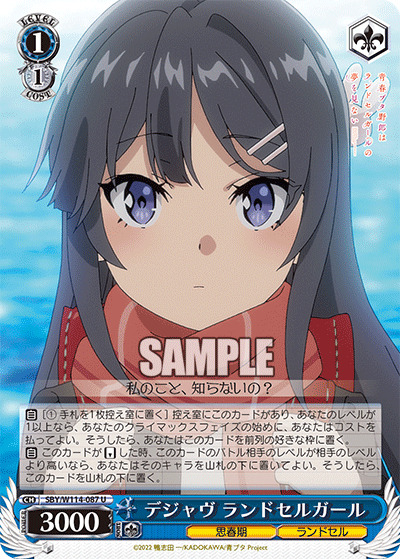 LEVEL
1
1
COST
青春ブタ野郎は
ランドセルガールの
夢を見ない
SAMPLE
私のこと、知らないの？
自［① 手札を1枚控え室に置く］ 控え室にこのカードがあり、あなたのレベルが
1以上なら、あなたのクライマックスフェイズの始めに、あなたはコストを
払ってよい。そうしたら、あなたはこのカードを前列の好きな枠に置く。
自 このカードが【】した時、このカードのバトル相手のレベルが相手のレベル
より高いなら、あなたはそのキャラを山札の下に置いてよい。そうしたら、あ
なたはこのカードを山札の下に置く。
CH SBY/W114-087 U
3000
デジャヴ ランドセルガール
思春期
ランドセル
©2022 鴨志田 一/KADOKAWA/青ブタ Project